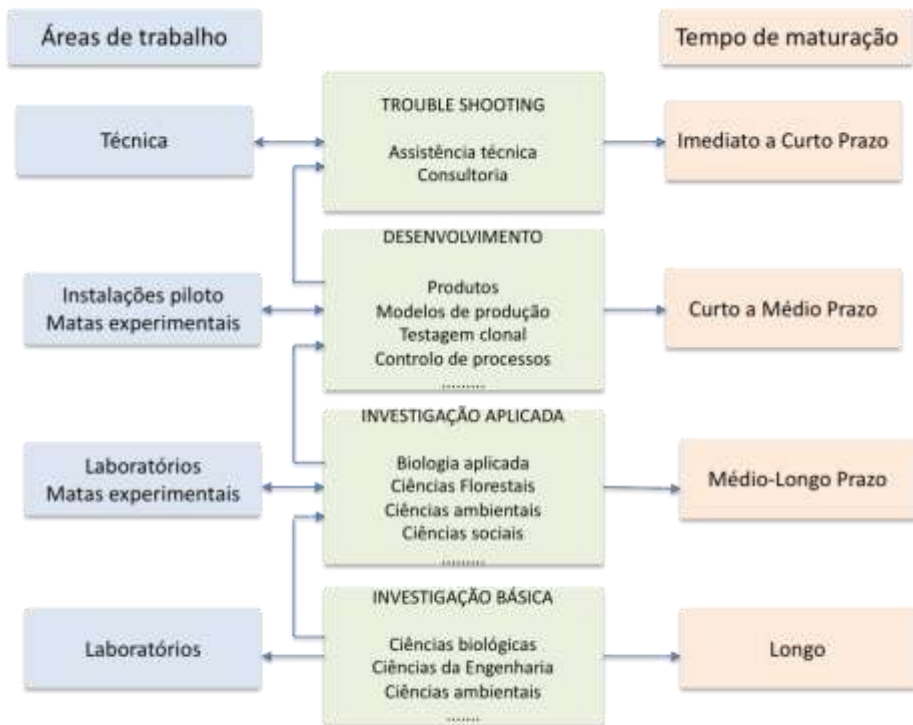 Áreas de trabalho
Tempo de maturação
TROUBLE SHOOTING
Técnica
Assistência técnica
Consultoria
Imediato a Curto Prazo
DESENVOLVIMENTO
Instalações piloto
Matas experimentais
Produtos
Modelos de produção
Testagem clonal
Controlo de processos
.........
Curto a Médio Prazo
INVESTIGAÇÃO APLICADA
Laboratórios
Matas experimentais
Biologia aplicada
Ciências Florestais
Ciências ambientais
Ciências sociais
.........
Médio-Longo Prazo
INVESTIGAÇÃO BÁSICA
Laboratórios
Ciências biológicas
Ciências da Engenharia
Ciências ambientais
.......
Longo